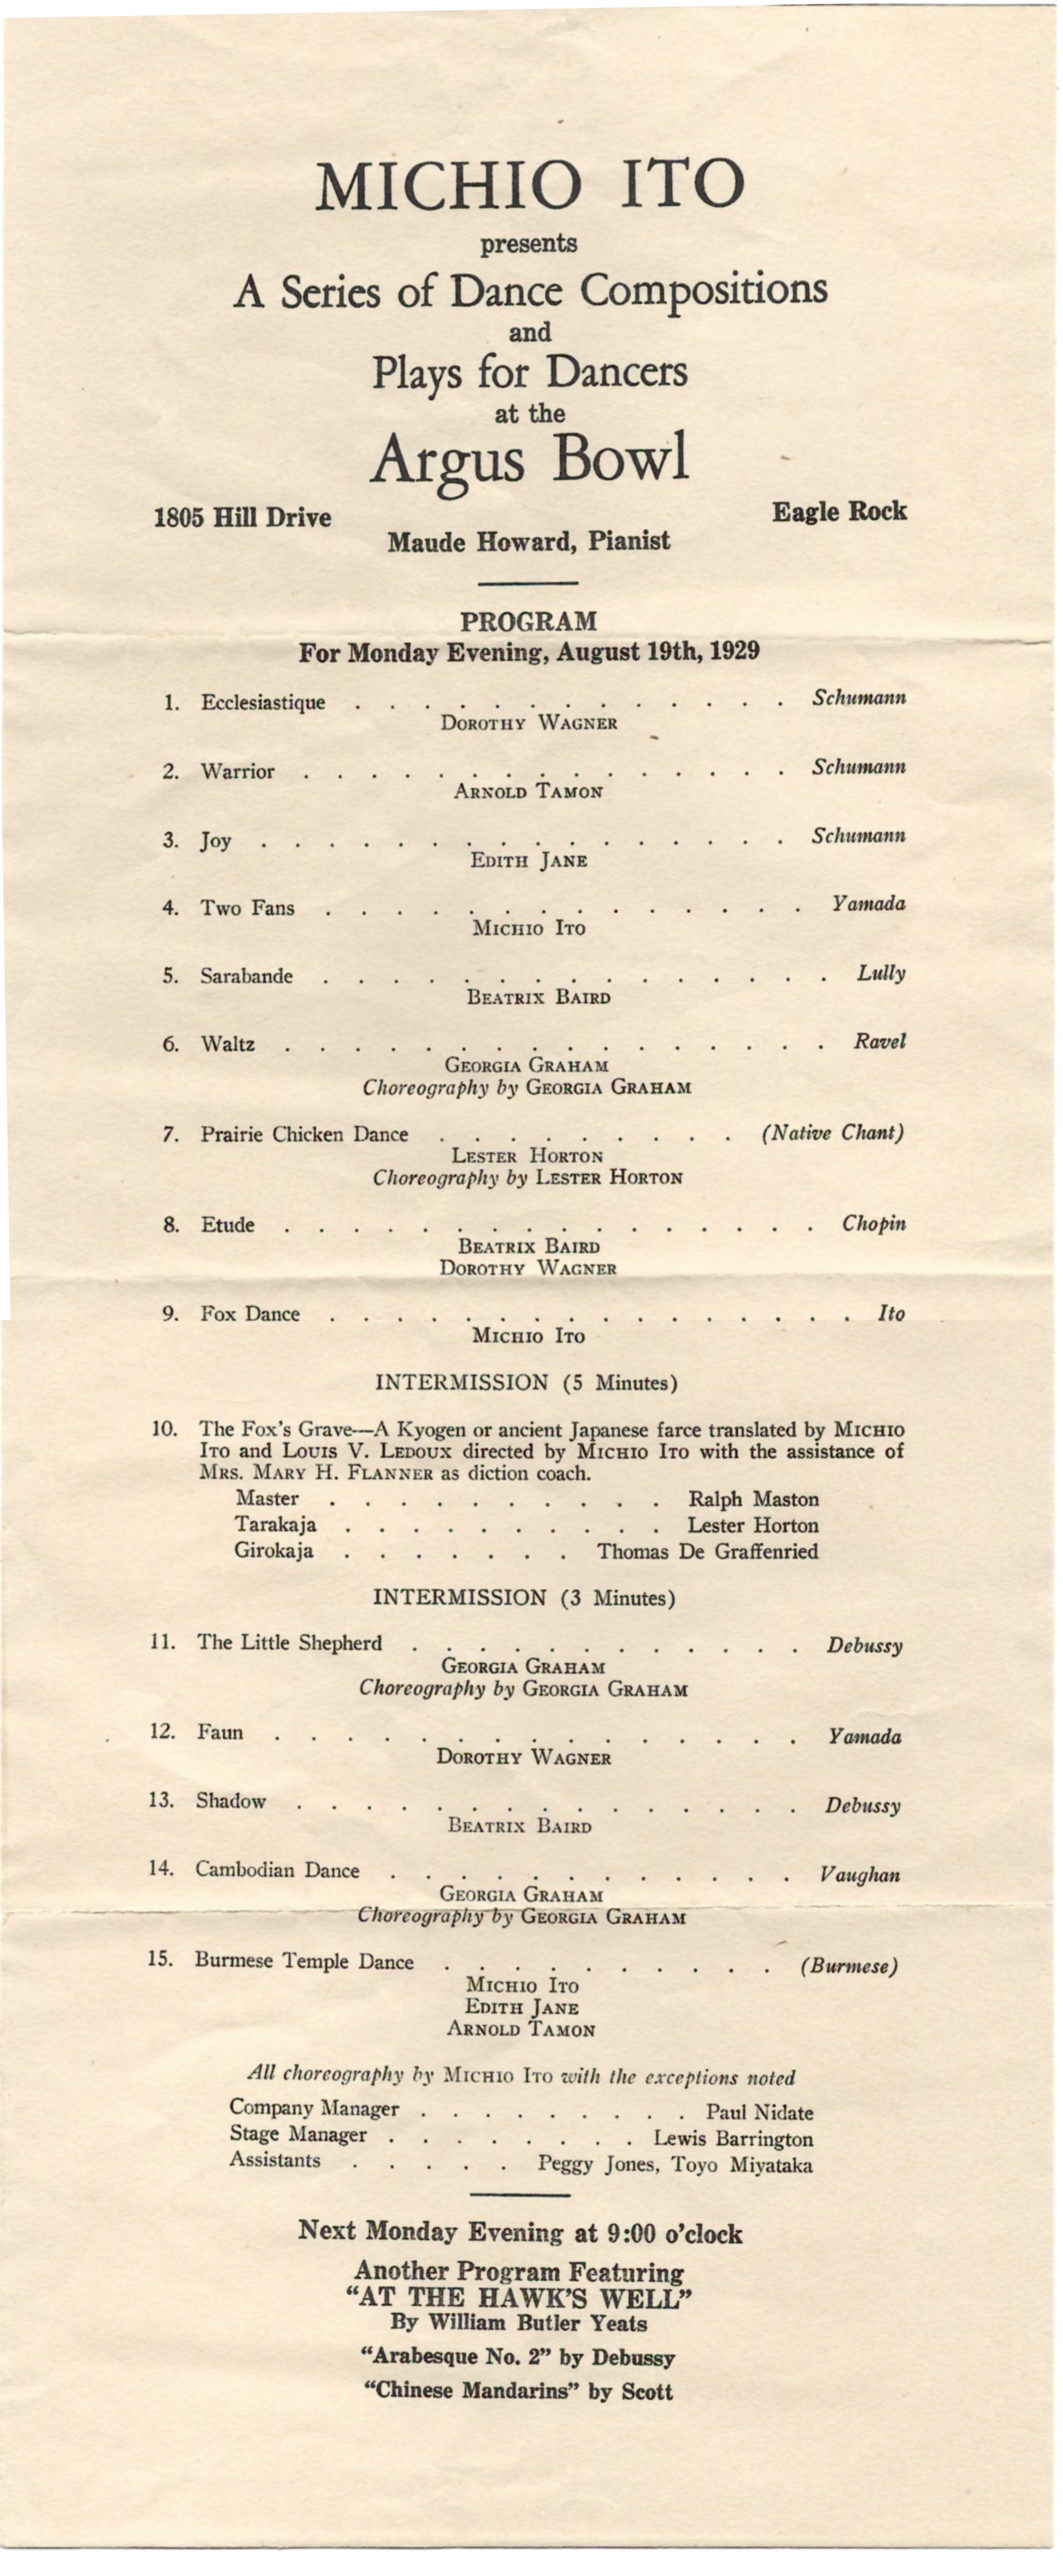 MICHIO ITO
presents
A Series of Dance Compositions
and
Plays for Dancers
at the
Argus Bowl
1805 Hill Drive
Eagle Rock
Maude Howard, Pianist
PROGRAM
For Monday Evening, August 19th, 1929
1. Ecclesiastique . . . . . . . . . . . . . Schumann
DOROTHY WAGNER
2. Warrior . . . . . . . . . . . . . . . Schumann
ARNOLD TAMON
3. Joy . . . . . . . . . . . . . . . . Schumann
EDITH JANE
4. Two Fans . . . . . . . . . . . . . . . Yamada
MICHIO ITO
5. Sarabande . . . . . . . . . . . . . . . Lully
BEATRIX BAIRD
6. Waltz . . . . . . . . . . . . . . . . Ravel
GEORGIA GRAHAM
Choreography by GEORGIA GRAHAM
7. Prairie Chicken Dance . . . . . . . . . (Native Chant)
LESTER HORTON
Choreography by LESTER HORTON
8. Etude . . . . . . . . . . . . . . . . Chopin
BEATRIX BAIRD
DOROTHY WAGNER
9. Fox Dance . . . . . . . . . . . . . . . . Ito
MICHIO ITO
INTERMISSION (5 Minutes)
10. The Fox's Grave—A Kyogen or ancient Japanese farce translated by MICHIO
ITO and LOUIS V. LEDOUX directed by MICHIO ITO with the assistance of
MRS. MARY H. FLANNER as diction coach.
Master . . . . . . . . . . . Ralph Maston
Tarakaja . . . . . . . . . . Lester Horton
Girokaja . . . . . . . Thomas De Graffenried
INTERMISSION (3 Minutes)
11. The Little Shepherd . . . . . . . . . . . . Debussy
GEORGIA GRAHAM
Choreography by GEORGIA GRAHAM
12. Faun . . . . . . . . . . . . . . . . Yamada
DOROTHY WAGNER
13. Shadow . . . . . . . . . . . . . . . Debussy
BEATRIX BAIRD
14. Cambodian Dance . . . . . . . . . . . . Vaughan
GEORGIA GRAHAM
Choreography by GEORGIA GRAHAM
15. Burmese Temple Dance . . . . . . . . . . (Burmese)
MICHIO ITO
EDITH JANE
ARNOLD TAMON
All choreography by MICHIO ITO with the exceptions noted
Company Manager . . . . . . . . . Paul Nidate
Stage Manager . . . . . . . . Lewis Barrington
Assistants . . . . . Peggy Jones, Toyo Miyataka
Next Monday Evening at 9:00 o'clock
Another Program Featuring
“AT THE HAWK'S WELL”
By William Butler Yeats
“Arabesque No. 2” by Debussy
“Chinese Mandarins” by Scott